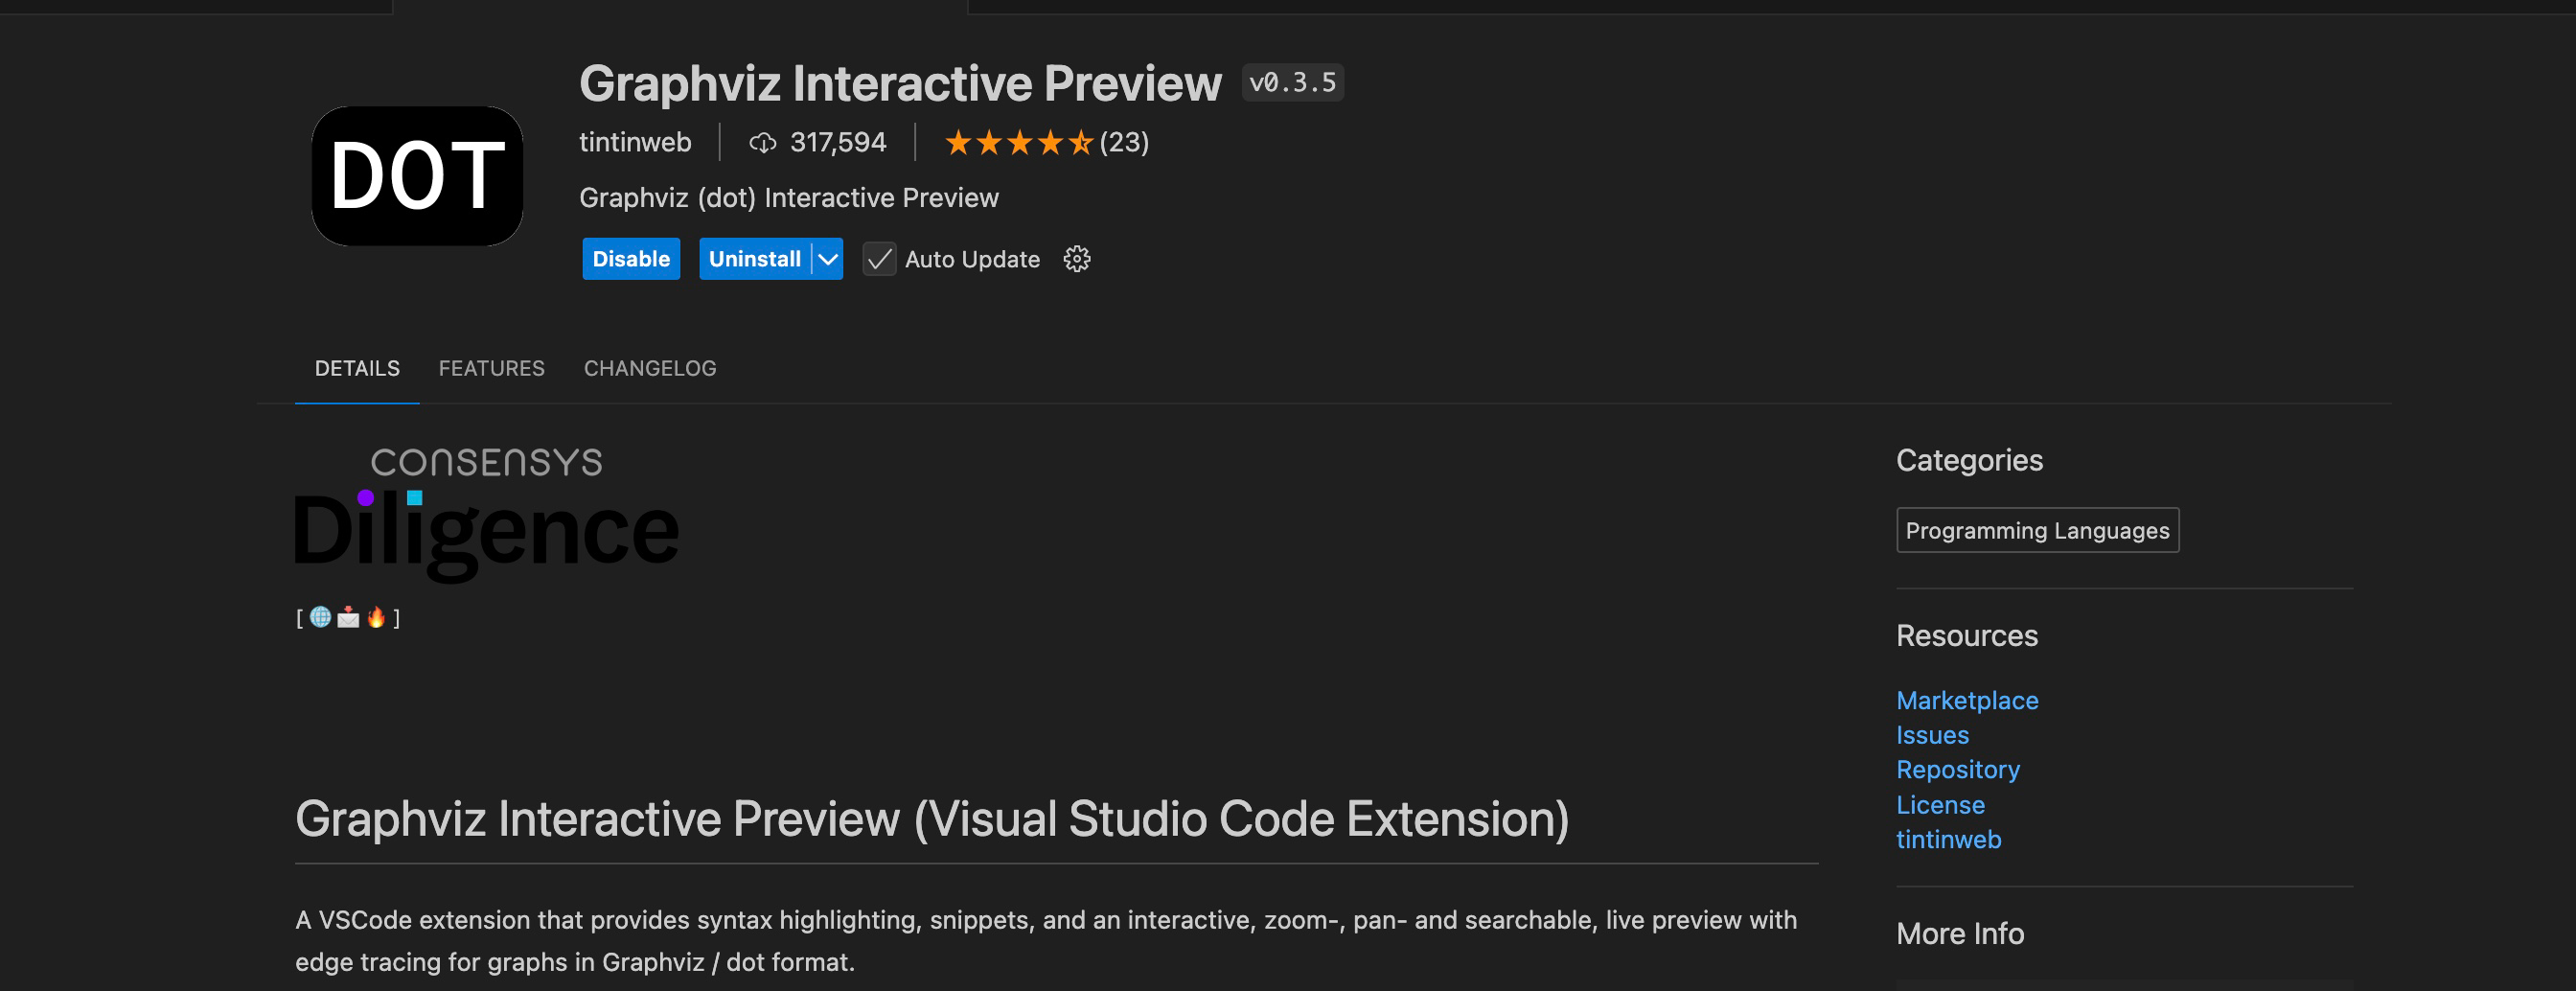 Graphviz Interactive Preview v0.3.5
DOT
tintinweb 317,594 (23)
Graphviz (dot) Interactive Preview
Disable Uninstall Auto Update
DETAILS FEATURES CHANGELOG
CONSENSYS
Diligence
[ 🌐 📩 🔥 ]
Graphviz Interactive Preview (Visual Studio Code Extension)
A VSCode extension that provides syntax highlighting, snippets, and an interactive, zoom-, pan- and searchable, live preview with
edge tracing for graphs in Graphviz / dot format.
Categories
Programming Languages
Resources
Marketplace
Issues
Repository
License
tintinweb
More Info